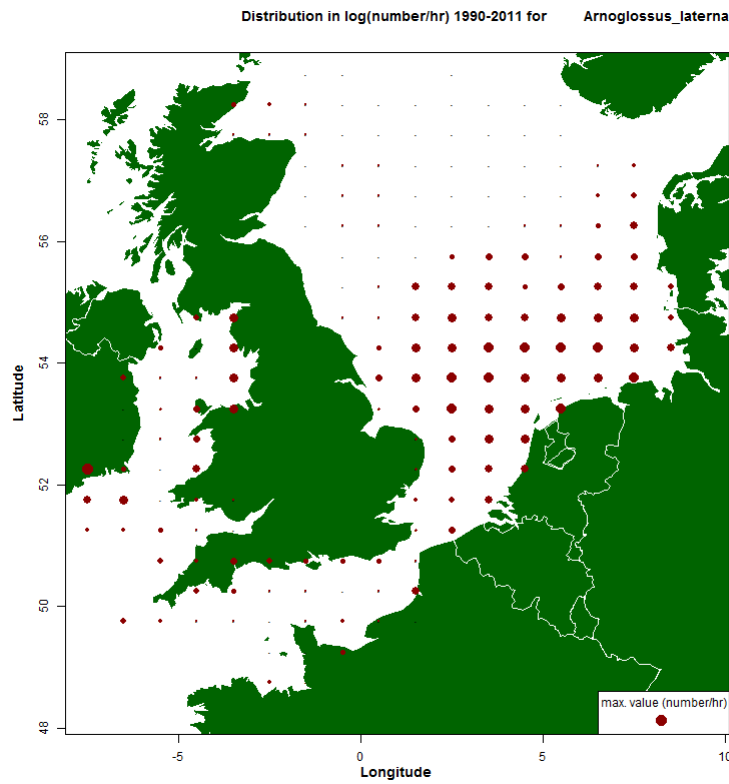 Distribution in log(number/hr) 1990-2011 for Arnoglossus_laterna
58
56
54
52
50
48
Latitude
max. value (number/hr)
-5 0 5 10
Longitude